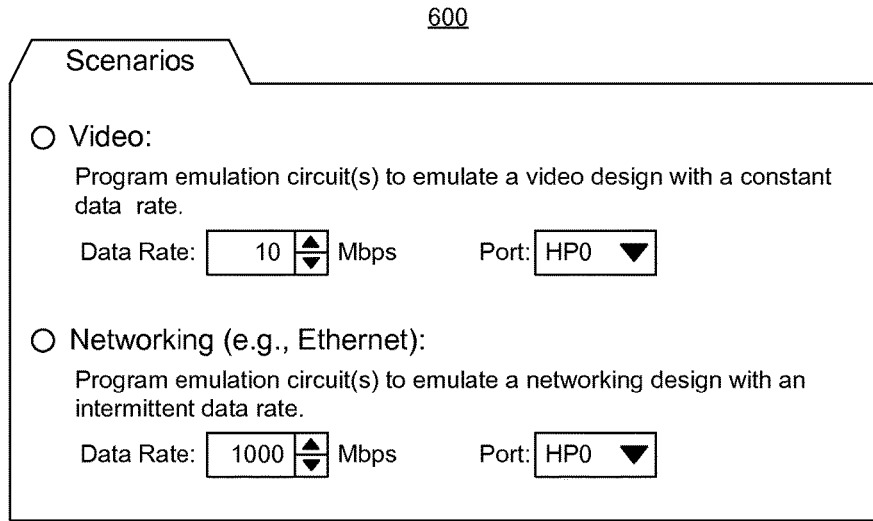 600
Scenarios
Video:
Program emulation circuit(s) to emulate a video design with a constant
data rate.
Data Rate: 10 Mbps Port: HP0
Networking (e.g., Ethernet):
Program emulation circuit(s) to emulate a networking design with an
intermittent data rate.
Data Rate: 1000 Mbps Port: HP0